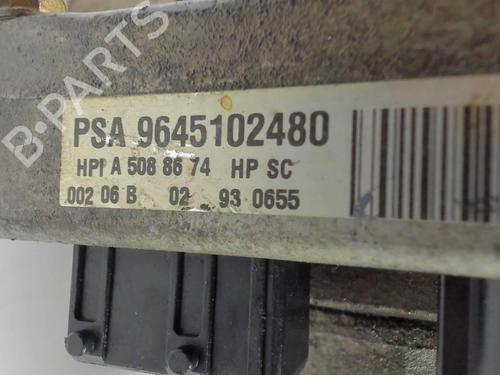 B-PARTS
PSA 9645102480
HPI A 508 86 74 HP SC
002 06 B 02 93 0655